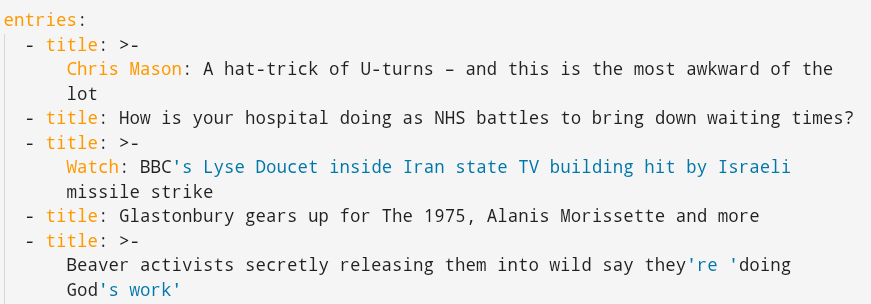 entries:
- title: >-
Chris Mason: A hat-trick of U-turns – and this is the most awkward of the
lot
- title: How is your hospital doing as NHS battles to bring down waiting times?
- title: >-
Watch: BBC's Lyse Doucet inside Iran state TV building hit by Israeli
missile strike
- title: Glastonbury gears up for The 1975, Alanis Morissette and more
- title: >-
Beaver activists secretly releasing them into wild say they're 'doing
God's work'